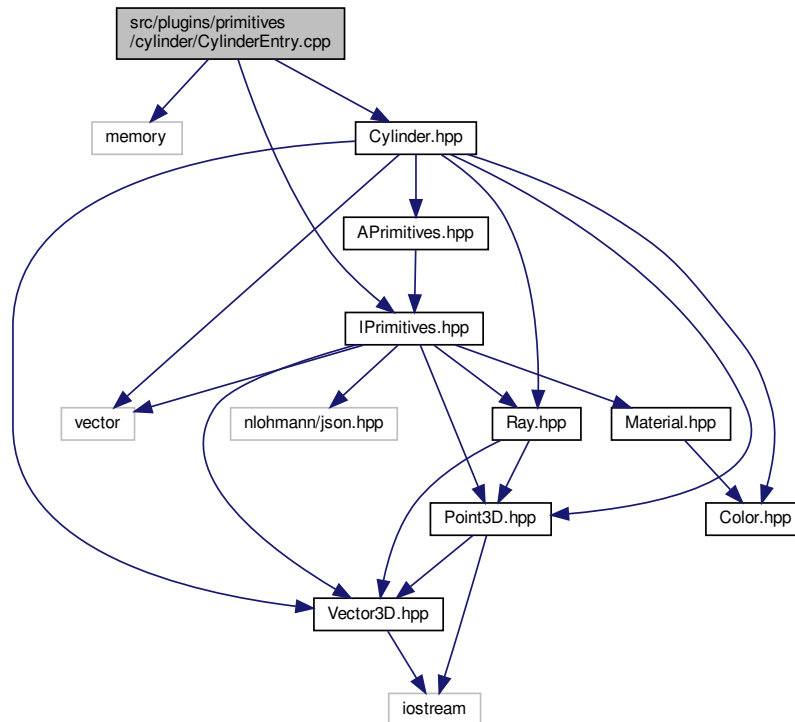 src/plugins/primitives
/cylinder/CylinderEntry.cpp
memory
Cylinder.hpp
APrimitives.hpp
IPrimitives.hpp
vector
nlohmann/json.hpp
Ray.hpp
Material.hpp
Point3D.hpp
Color.hpp
Vector3D.hpp
iostream